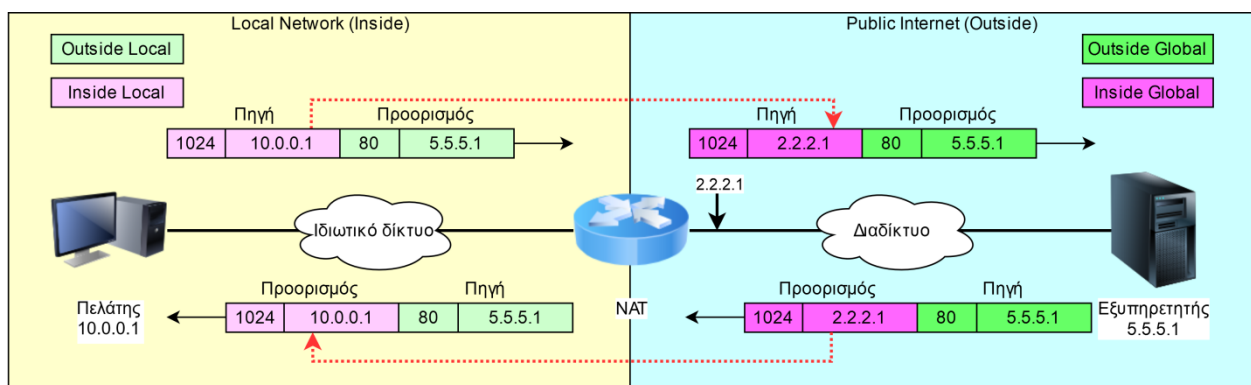 Local Network (Inside)
Public Internet (Outside)
Outside Local
Inside Local
Outside Global
Inside Global
Πηγή Προορισμός
1024 10.0.0.1 80 5.5.5.1
Πηγή Προορισμός
1024 2.2.2.1 80 5.5.5.1
2.2.2.1
Ιδιωτικό δίκτυο
Διαδίκτυο
Πελάτης
10.0.0.1
Προορισμός Πηγή
1024 10.0.0.1 80 5.5.5.1
NAT
Προορισμός Πηγή
1024 2.2.2.1 80 5.5.5.1
Εξυπηρετητής
5.5.5.1